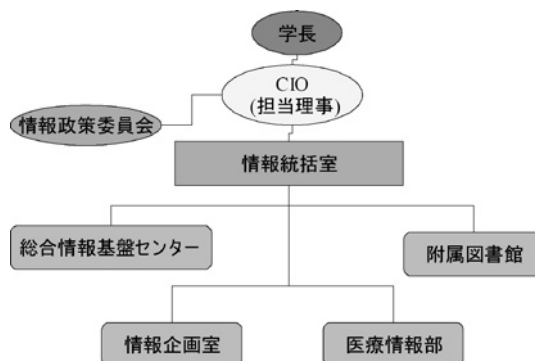 学長
CIO
(担当理事)
情報政策委員会
情報統括室
総合情報基盤センター
附属図書館
情報企画室
医療情報部